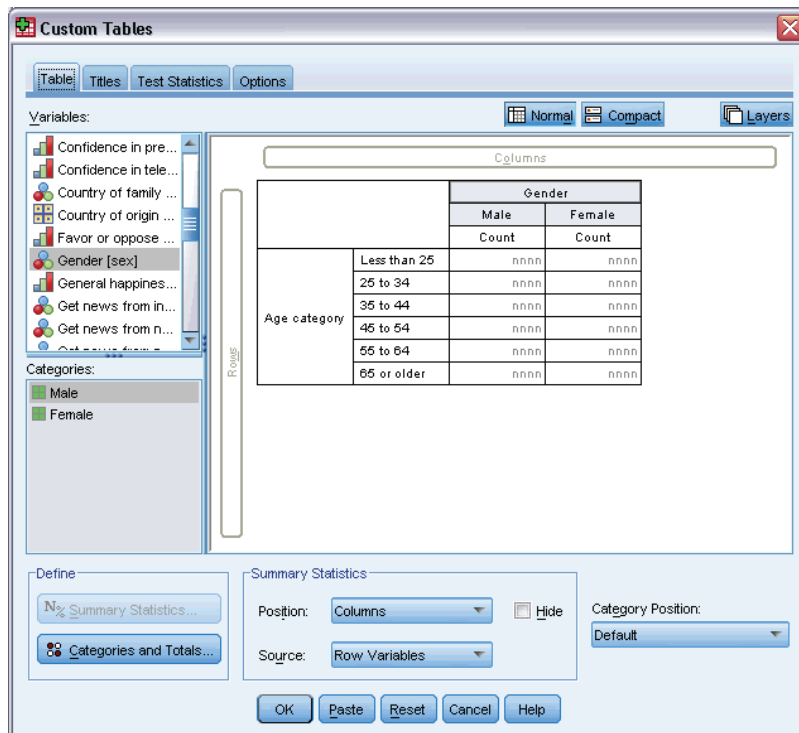 Custom Tables
Table Titles Test Statistics Options
Variables:
Normal Compact Layers
Confidence in pre...
Confidence in tele...
Country of family ...
Country of origin ...
Favor or oppose ...
Gender [sex]
General happines...
Get news from in...
Get news from n...
Categories:
Male
Female
Columns
Rows
Gender
Male Female
Count Count
Age category
Less than 25 nnnn nnnn
25 to 34 nnnn nnnn
35 to 44 nnnn nnnn
45 to 54 nnnn nnnn
55 to 64 nnnn nnnn
65 or older nnnn nnnn
Define
N% Summary Statistics...
Categories and Totals...
Summary Statistics
Position: Columns Hide
Source: Row Variables
Category Position:
Default
OK Paste Reset Cancel Help